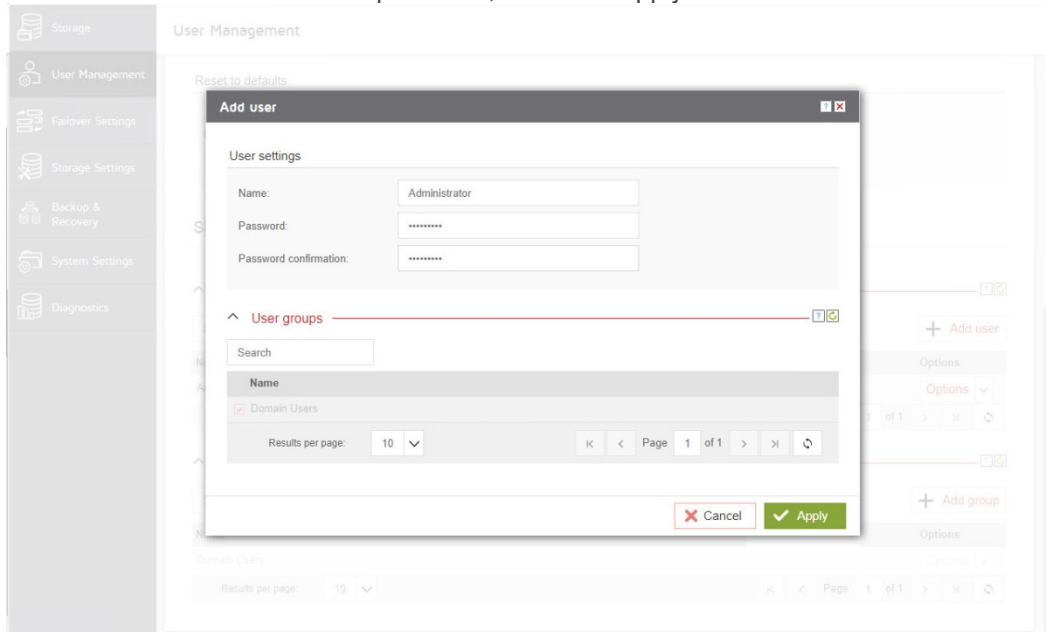 Storage
User Management
User Management
Reset to defaults
Failover Settings
Storage Settings
Backup &
Recovery
System Settings
Diagnostics
Add user
User settings
Name: Administrator
Password: •••••••••
Password confirmation: •••••••••
User groups
Search
Name
Domain Users
Results per page: 10 Page 1 of 1
Cancel Apply
Add user
Options
Options
1 of 1
Add group
Options
Domain Users
Results per page: 10 Page 1 of 1